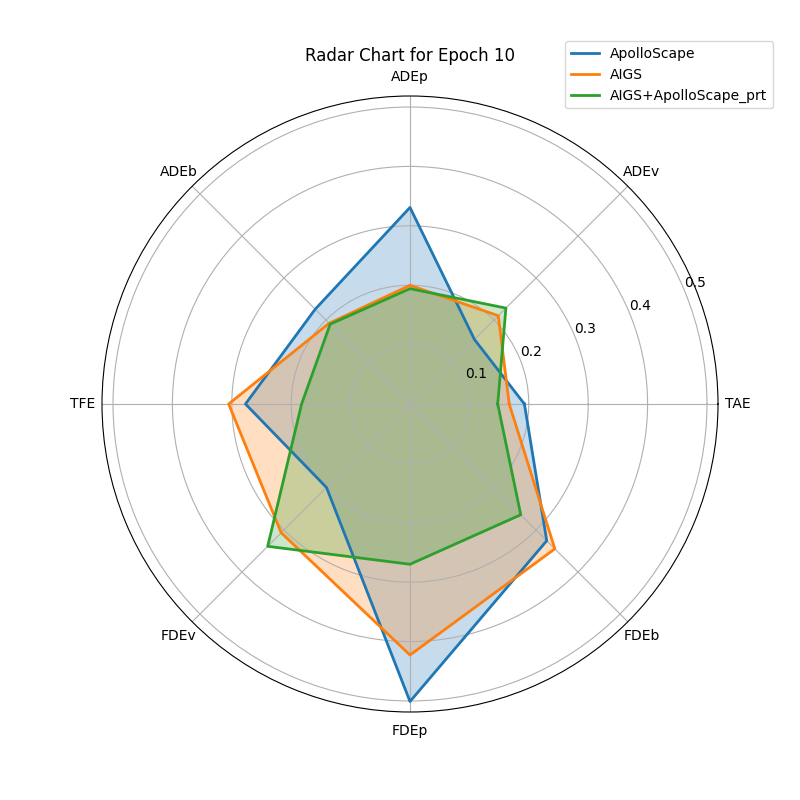 Radar Chart for Epoch 10
ApolloScape
AIGS
AIGS+ApolloScape_prt
ADEp
ADEb
ADEv
0.5
0.4
0.3
0.2
0.1
TFE
TAE
FDEv
FDEb
FDEp